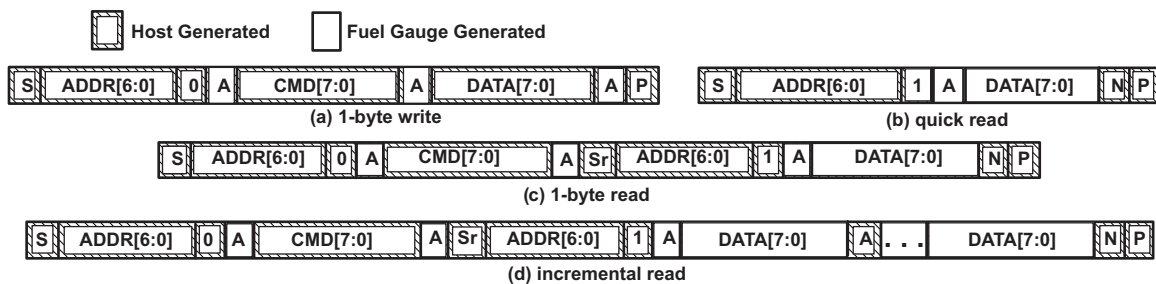 Host Generated Fuel Gauge Generated
S ADDR[6:0] 0 A CMD[7:0] A DATA[7:0] A P
(a) 1-byte write
S ADDR[6:0] 1 A DATA[7:0] N P
(b) quick read
S ADDR[6:0] 0 A CMD[7:0] A Sr ADDR[6:0] 1 A DATA[7:0] N P
(c) 1-byte read
S ADDR[6:0] 0 A CMD[7:0] A Sr ADDR[6:0] 1 A DATA[7:0] A . . . DATA[7:0] N P
(d) incremental read